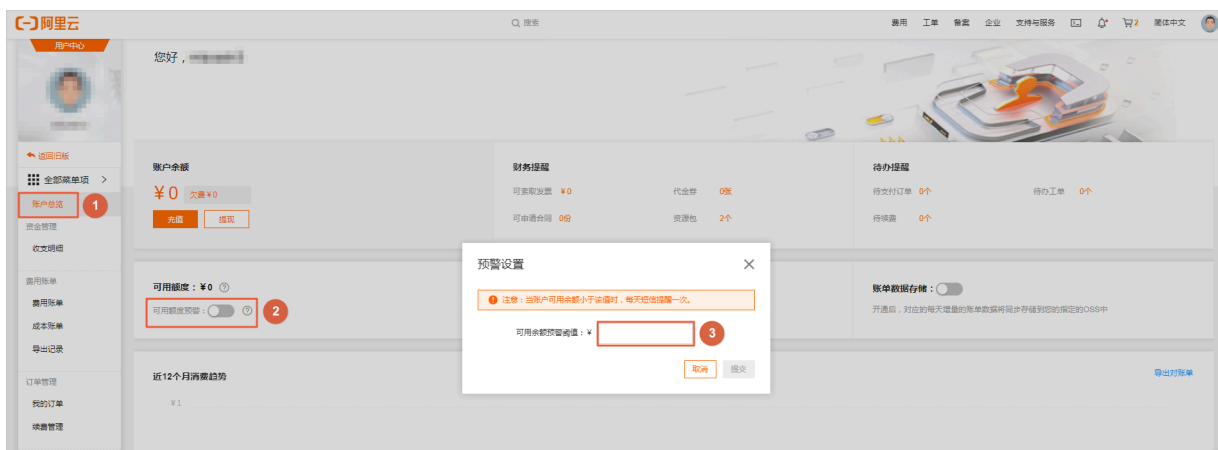 阿里云
搜索
费用 工单 备案 企业 支持与服务 2 简体中文
用户中心
您好，
返回旧版
全部菜单项 >
账户总览 1
资金管理
收支明细
费用账单
费用账单
成本账单
导出记录
订单管理
我的订单
续费管理
账户余额
¥ 0 欠费¥0
充值 提现
财务提醒
可索取发票 ¥0 代金券 0张
可申请合同 0份 资源包 2个
待办提醒
待支付订单 0个 待办工单 0个
待续费 0个
可用额度：¥0 ?
可用额度预警： ? 2
预警设置
注意：当账户可用余额小于该值时，每天短信提醒一次。
可用余额预警阈值：¥ 3
取消 提交
账单数据存储：
开通后，对应的每天增量的账单数据将同步存储到您的指定的OSS中
近12个月消费趋势
导出对账单
¥1